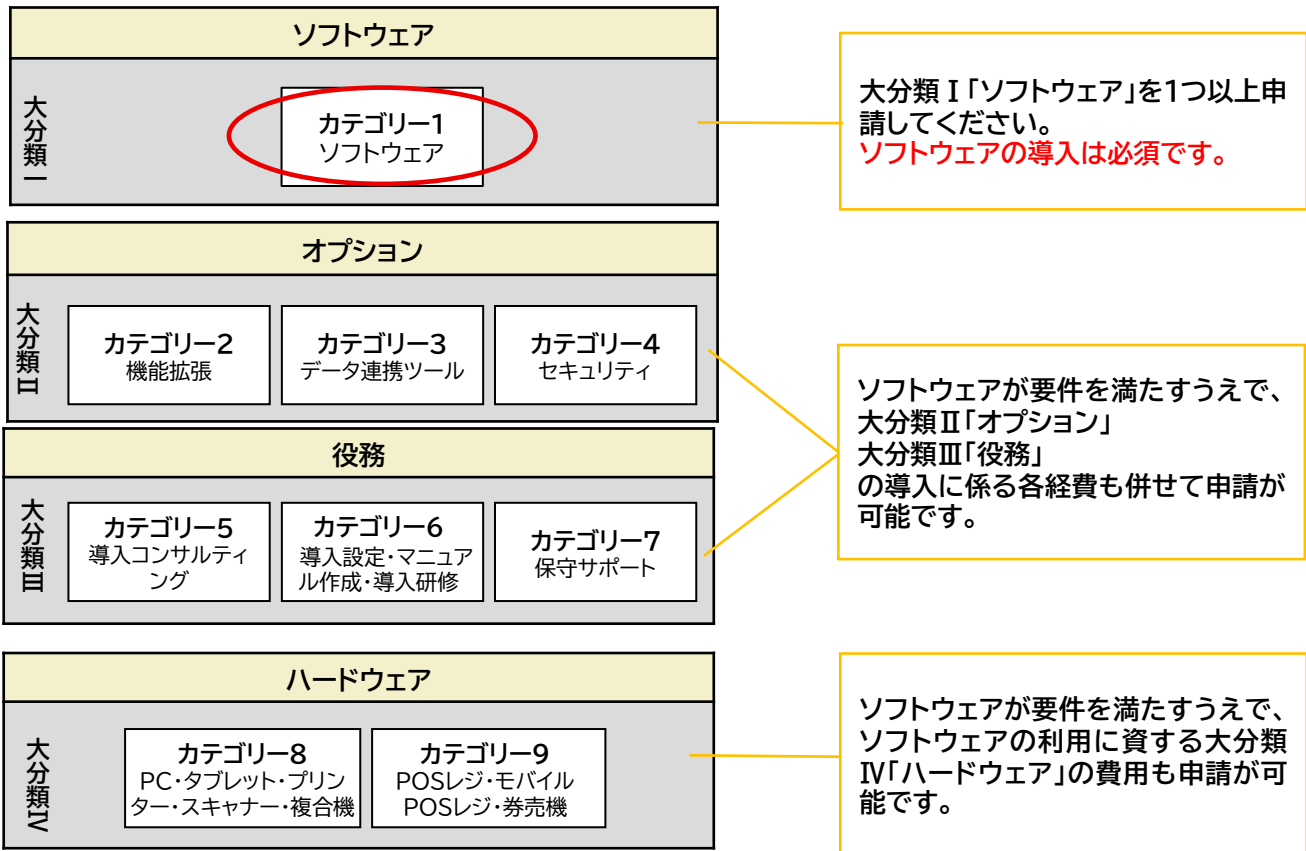 ソフトウェア
大分類Ⅰ
カテゴリー1
ソフトウェア
大分類Ⅰ「ソフトウェア」を1つ以上申
請してください。
ソフトウェアの導入は必須です。
オプション
大分類Ⅱ
カテゴリー2
機能拡張
カテゴリー3
データ連携ツール
カテゴリー4
セキュリティ
役務
大分類Ⅲ
カテゴリー5
導入コンサルティ
ング
カテゴリー6
導入設定・マニュア
ル作成・導入研修
カテゴリー7
保守サポート
ソフトウェアが要件を満たすうえで、
大分類Ⅱ「オプション」
大分類Ⅲ「役務」
の導入に係る各経費も併せて申請が
可能です。
ハードウェア
大分類Ⅳ
カテゴリー8
PC・タブレット・プリン
ター・スキャナー・複合機
カテゴリー9
POSレジ・モバイル
POSレジ・券売機
ソフトウェアが要件を満たすうえで、
ソフトウェアの利用に資する大分類
Ⅳ「ハードウェア」の費用も申請が可
能です。